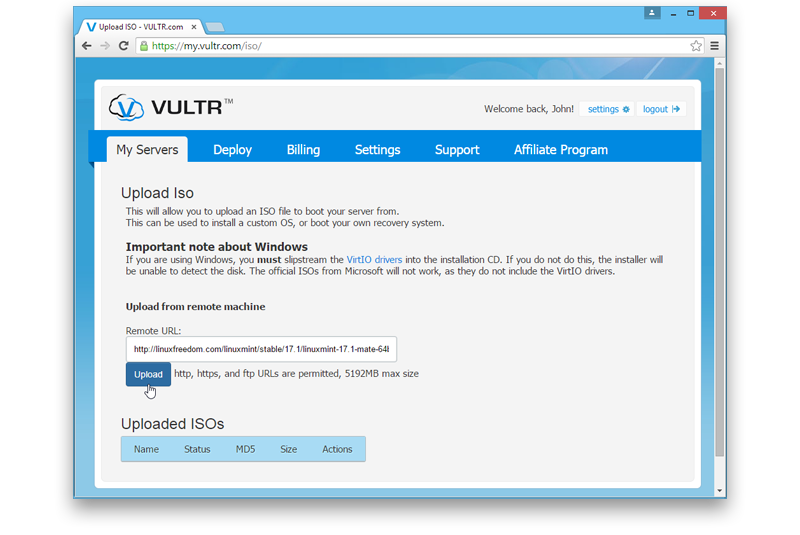 Upload ISO - VULTR.com
https://my.vultr.com/iso/
VULTR™
Welcome back, John! settings logout
My Servers Deploy Billing Settings Support Affiliate Program
Upload Iso
This will allow you to upload an ISO file to boot your server from.
This can be used to install a custom OS, or boot your own recovery system.
Important note about Windows
If you are using Windows, you must slipstream the VirtIO drivers into the installation CD. If you do not do this, the installer will
be unable to detect the disk. The official ISOs from Microsoft will not work, as they do not include the VirtIO drivers.
Upload from remote machine
Remote URL:
http://linuxfreedom.com/linuxmint/stable/17.1/linuxmint-17.1-mate-64
Upload http, https, and ftp URLs are permitted, 5192MB max size
Uploaded ISOs
Name Status MD5 Size Actions